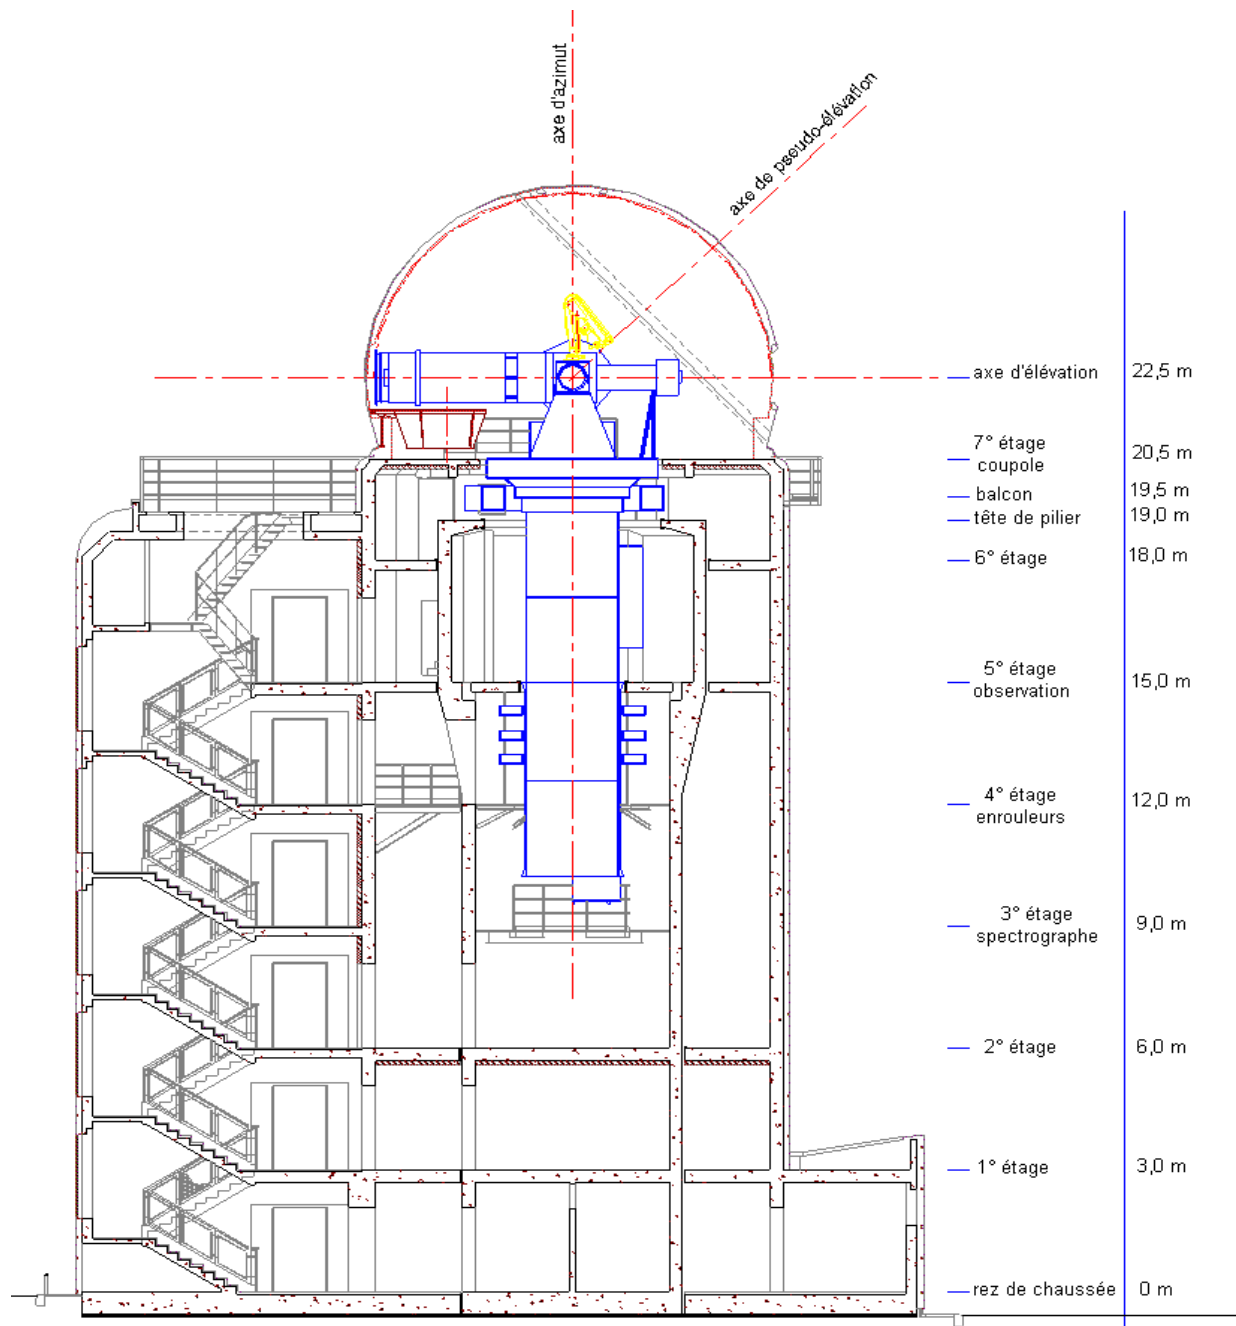 axe d'azimut
axe de pseudo-élévation
axe d'élévation 22,5 m
7° étage
coupole 20,5 m
balcon 19,5 m
tête de pilier 19,0 m
6° étage 18,0 m
5° étage
observation 15,0 m
4° étage
enrouleurs 12,0 m
3° étage
spectrographe 9,0 m
2° étage 6,0 m
1° étage 3,0 m
rez de chaussée 0 m